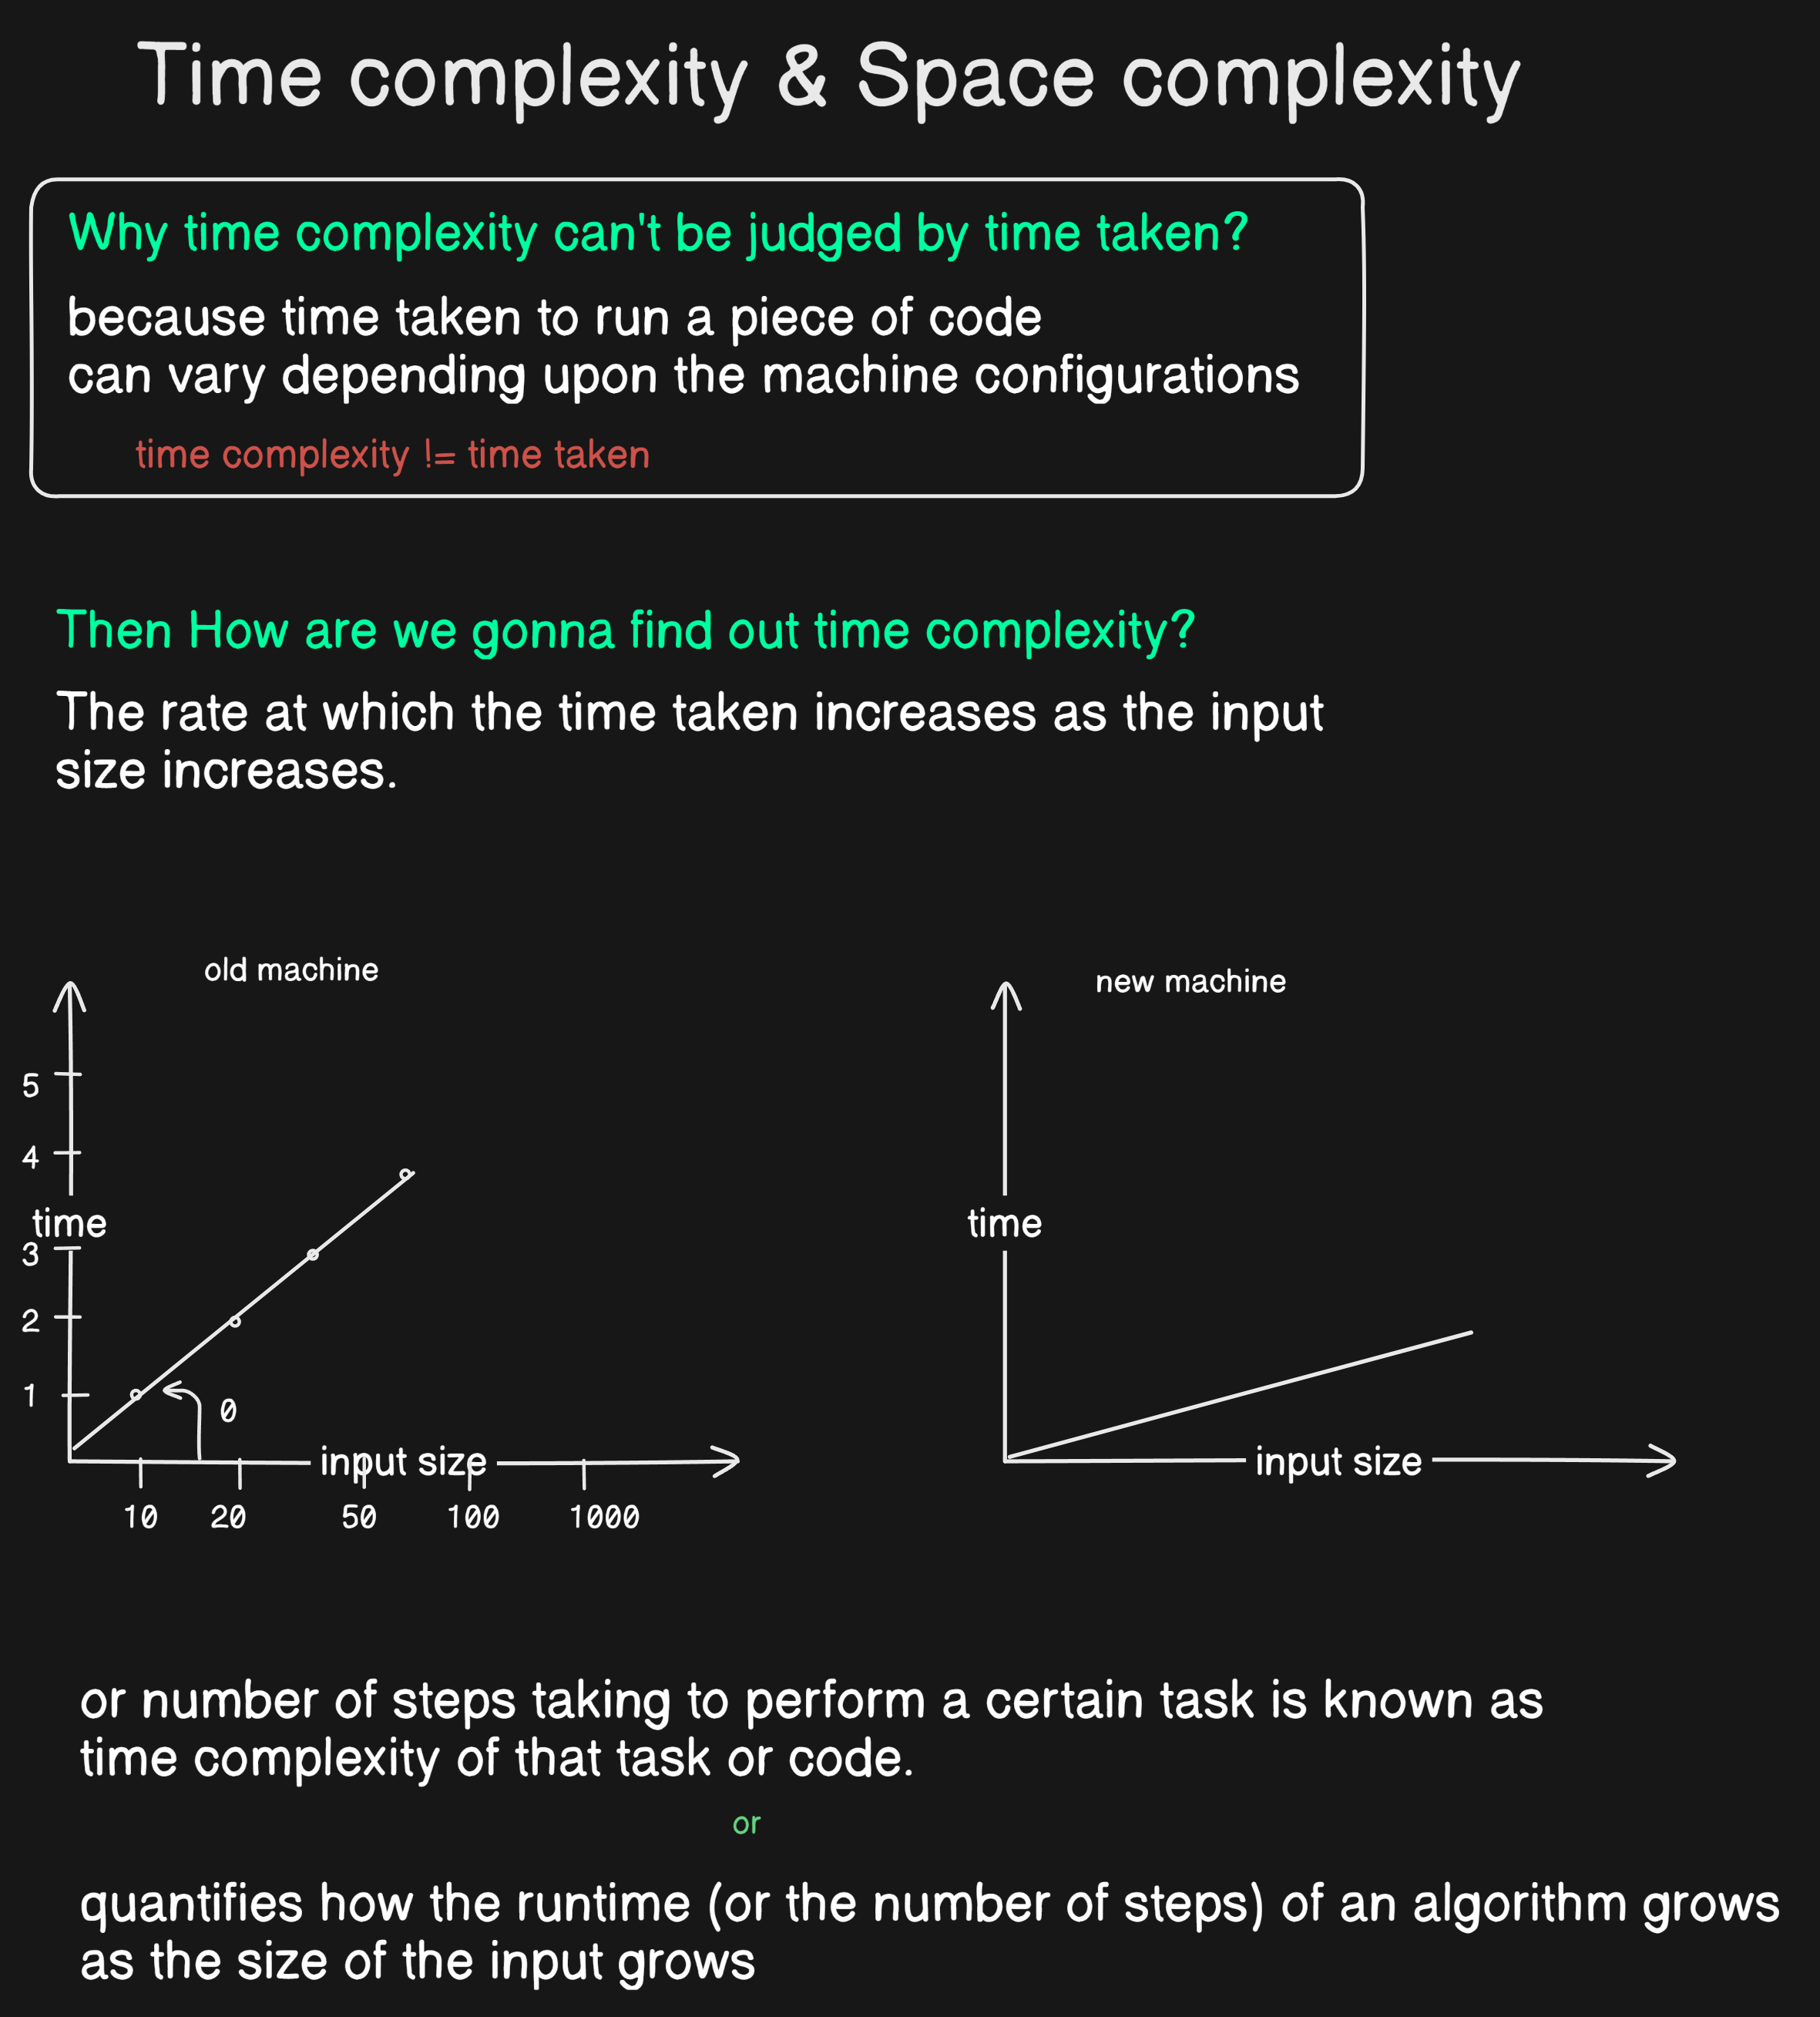 Time complexity & Space complexity
Why time complexity can't be judged by time taken?
because time taken to run a piece of code
can vary depending upon the machine configurations
time complexity != time taken
Then How are we gonna find out time complexity?
The rate at which the time taken increases as the input
size increases.
old machine
5
4
time
3
2
1
0
input size
10 20 50 100 1000
new machine
time
input size
or number of steps taking to perform a certain task is known as
time complexity of that task or code.
or
quantifies how the runtime (or the number of steps) of an algorithm grows
as the size of the input grows